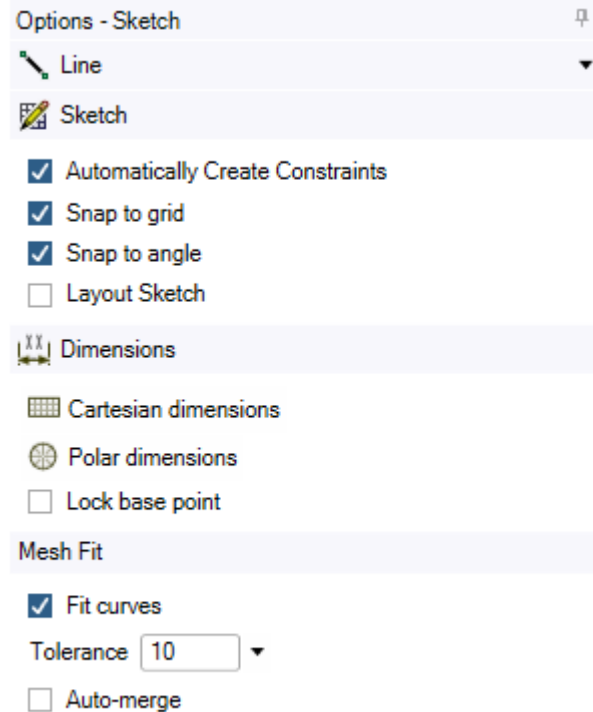 Options - Sketch
Line
Sketch
Automatically Create Constraints
Snap to grid
Snap to angle
Layout Sketch
XX Dimensions
Cartesian dimensions
Polar dimensions
Lock base point
Mesh Fit
Fit curves
Tolerance 10
Auto-merge